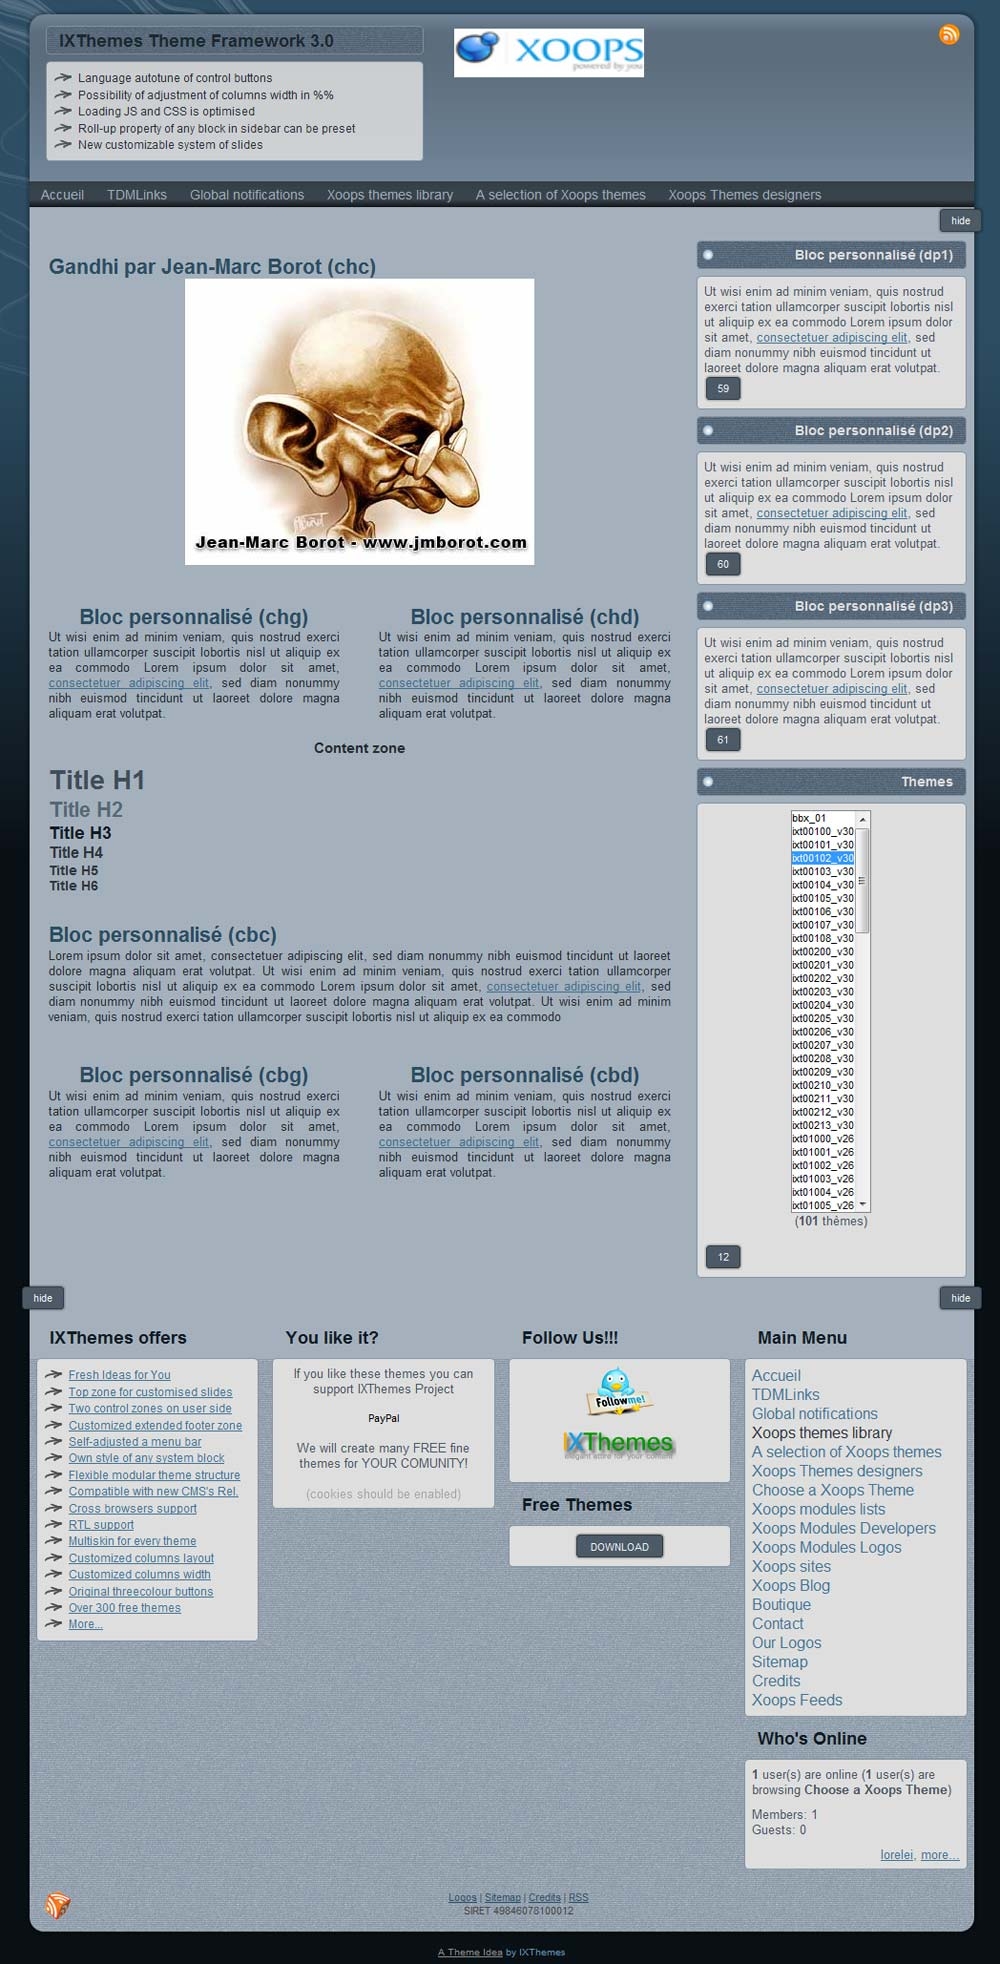 IXThemes Theme Framework 3.0
Language autotune of control buttons
Possibility of adjustment of columns width in %%
Loading JS and CSS is optimised
Roll-up property of any block in sidebar can be preset
New customizable system of slides
XOOPS
powered by you
Accueil TDMLinks Global notifications Xoops themes library A selection of Xoops themes Xoops Themes designers
hide
Gandhi par Jean-Marc Borot (chc)
Jean-Marc Borot - www.jmborot.com
Bloc personnalisé (chg)
Ut wisi enim ad minim veniam, quis nostrud exerci
tation ullamcorper suscipit lobortis nisl ut aliquip ex
ea commodo Lorem ipsum dolor sit amet,
consectetuer adipiscing elit, sed diam nonummy
nibh euismod tincidunt ut laoreet dolore magna
aliquam erat volutpat.
Bloc personnalisé (chd)
Ut wisi enim ad minim veniam, quis nostrud exerci
tation ullamcorper suscipit lobortis nisl ut aliquip ex
ea commodo Lorem ipsum dolor sit amet,
consectetuer adipiscing elit, sed diam nonummy
nibh euismod tincidunt ut laoreet dolore magna
aliquam erat volutpat.
Content zone
Title H1
Title H2
Title H3
Title H4
Title H5
Title H6
Bloc personnalisé (cbc)
Lorem ipsum dolor sit amet, consectetuer adipiscing elit, sed diam nonummy nibh euismod tincidunt ut laoreet
dolore magna aliquam erat volutpat. Ut wisi enim ad minim veniam, quis nostrud exerci tation ullamcorper
suscipit lobortis nisl ut aliquip ex ea commodo Lorem ipsum dolor sit amet, consectetuer adipiscing elit, sed
diam nonummy nibh euismod tincidunt ut laoreet dolore magna aliquam erat volutpat. Ut wisi enim ad minim
veniam, quis nostrud exerci tation ullamcorper suscipit lobortis nisl ut aliquip ex ea commodo
Bloc personnalisé (cbg)
Ut wisi enim ad minim veniam, quis nostrud exerci
tation ullamcorper suscipit lobortis nisl ut aliquip ex
ea commodo Lorem ipsum dolor sit amet,
consectetuer adipiscing elit, sed diam nonummy
nibh euismod tincidunt ut laoreet dolore magna
aliquam erat volutpat.
Bloc personnalisé (cbd)
Ut wisi enim ad minim veniam, quis nostrud exerci
tation ullamcorper suscipit lobortis nisl ut aliquip ex
ea commodo Lorem ipsum dolor sit amet,
consectetuer adipiscing elit, sed diam nonummy
nibh euismod tincidunt ut laoreet dolore magna
aliquam erat volutpat.
Bloc personnalisé (dp1)
Ut wisi enim ad minim veniam, quis nostrud
exerci tation ullamcorper suscipit lobortis nisl
ut aliquip ex ea commodo Lorem ipsum dolor
sit amet, consectetuer adipiscing elit, sed
diam nonummy nibh euismod tincidunt ut
laoreet dolore magna aliquam erat volutpat.
59
Bloc personnalisé (dp2)
Ut wisi enim ad minim veniam, quis nostrud
exerci tation ullamcorper suscipit lobortis nisl
ut aliquip ex ea commodo Lorem ipsum dolor
sit amet, consectetuer adipiscing elit, sed
diam nonummy nibh euismod tincidunt ut
laoreet dolore magna aliquam erat volutpat.
60
Bloc personnalisé (dp3)
Ut wisi enim ad minim veniam, quis nostrud
exerci tation ullamcorper suscipit lobortis nisl
ut aliquip ex ea commodo Lorem ipsum dolor
sit amet, consectetuer adipiscing elit, sed
diam nonummy nibh euismod tincidunt ut
laoreet dolore magna aliquam erat volutpat.
61
Themes
bbx_01
ixt00100_v30
ixt00101_v30
ixt00102_v30
ixt00103_v30
ixt00104_v30
ixt00105_v30
ixt00106_v30
ixt00107_v30
ixt00108_v30
ixt00200_v30
ixt00201_v30
ixt00202_v30
ixt00203_v30
ixt00204_v30
ixt00205_v30
ixt00206_v30
ixt00207_v30
ixt00208_v30
ixt00209_v30
ixt00210_v30
ixt00211_v30
ixt00212_v30
ixt00213_v30
ixt01000_v26
ixt01001_v26
ixt01002_v26
ixt01003_v26
ixt01004_v26
ixt01005_v26
(101 thèmes)
12
hide
hide
IXThemes offers
Fresh Ideas for You
Top zone for customised slides
Two control zones on user side
Customized extended footer zone
Self-adjusted a menu bar
Own style of any system block
Flexible modular theme structure
Compatible with new CMS's Rel.
Cross browsers support
RTL support
Multiskin for every theme
Customized columns layout
Customized columns width
Original threecolour buttons
Over 300 free themes
More...
You like it?
If you like these themes you can
support IXThemes Project
PayPal
We will create many FREE fine
themes for YOUR COMUNITY!
(cookies should be enabled)
Follow Us!!!
Followme!
IXThemes
elegant attire for your content
Free Themes
DOWNLOAD
Main Menu
Accueil
TDMLinks
Global notifications
Xoops themes library
A selection of Xoops themes
Xoops Themes designers
Choose a Xoops Theme
Xoops modules lists
Xoops Modules Developers
Xoops Modules Logos
Xoops sites
Xoops Blog
Boutique
Contact
Our Logos
Sitemap
Credits
Xoops Feeds
Who's Online
1 user(s) are online (1 user(s) are
browsing Choose a Xoops Theme)
Members: 1
Guests: 0
lorelei, more...
Logos | Sitemap | Credits | RSS
SIRET 49846078100012
A Theme Idea by IXThemes